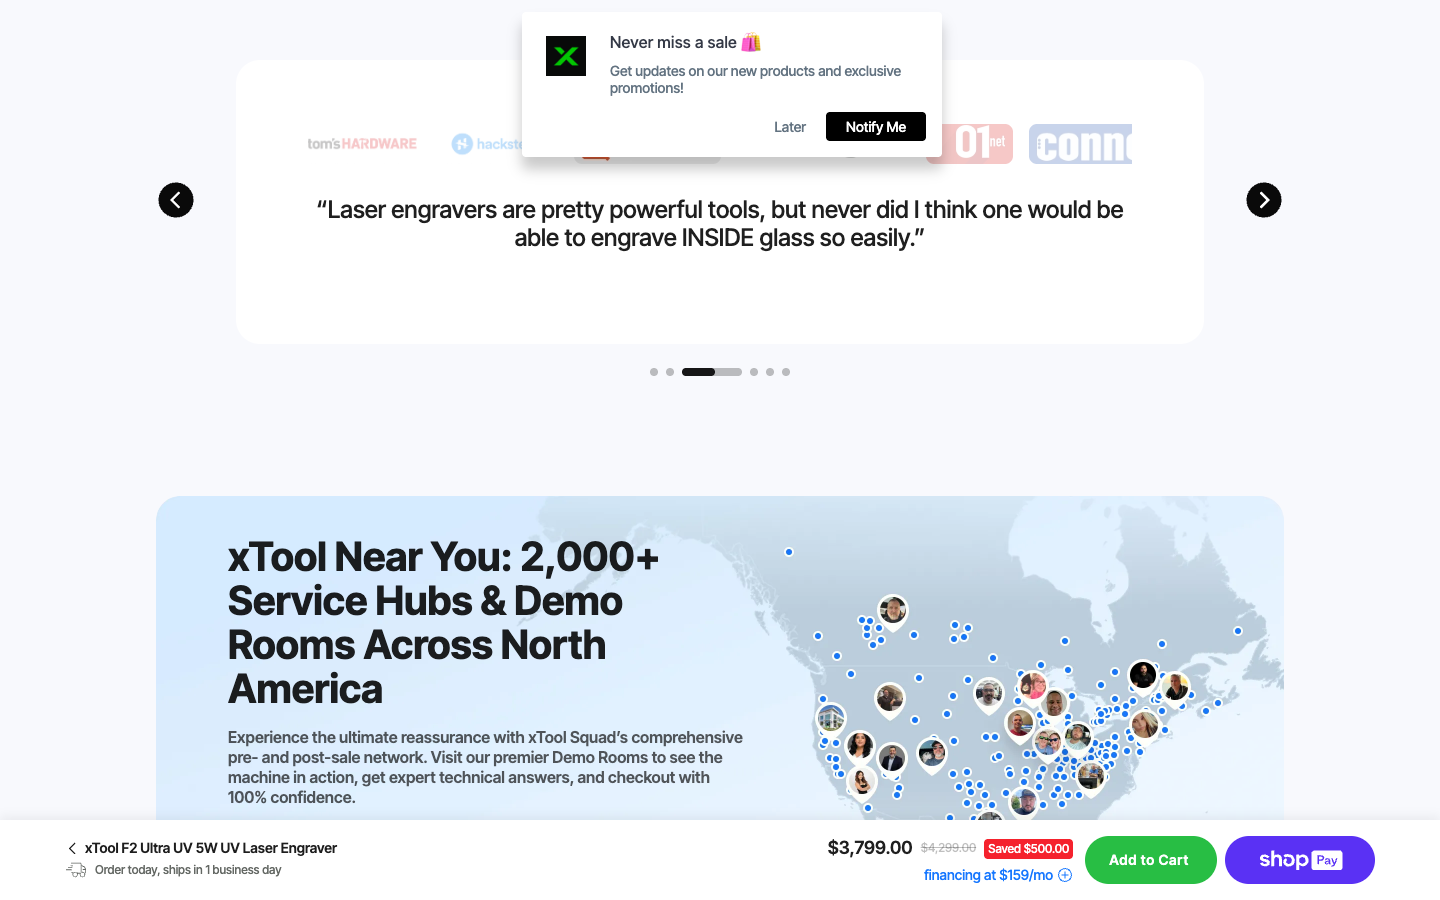 Never miss a sale 🛍️
Get updates on our new products and exclusive
promotions!
Later
Notify Me
tom's HARDWARE
01net
“Laser engravers are pretty powerful tools, but never did I think one would be
able to engrave INSIDE glass so easily.”
xTool Near You: 2,000+
Service Hubs & Demo
Rooms Across North
America
Experience the ultimate reassurance with xTool Squad’s comprehensive
pre- and post-sale network. Visit our premier Demo Rooms to see the
machine in action, get expert technical answers, and checkout with
100% confidence.
xTool F2 Ultra UV 5W UV Laser Engraver
Order today, ships in 1 business day
$3,799.00
$4,299.00
Saved $500.00
financing at $159/mo
Add to Cart
shop Pay